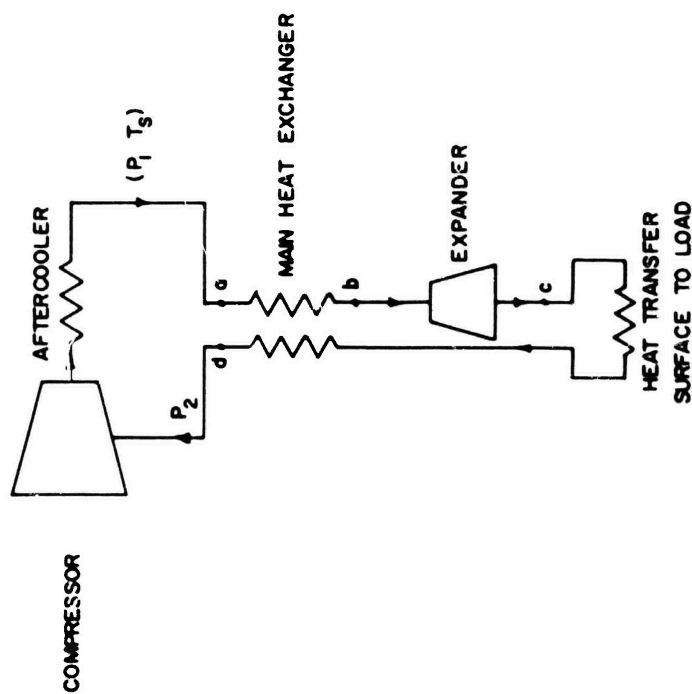 COMPRESSOR
AFTERCOOLER
(P1 TS)
P2
d
a
MAIN HEAT EXCHANGER
b
EXPANDER
c
HEAT TRANSFER
SURFACE TO LOAD